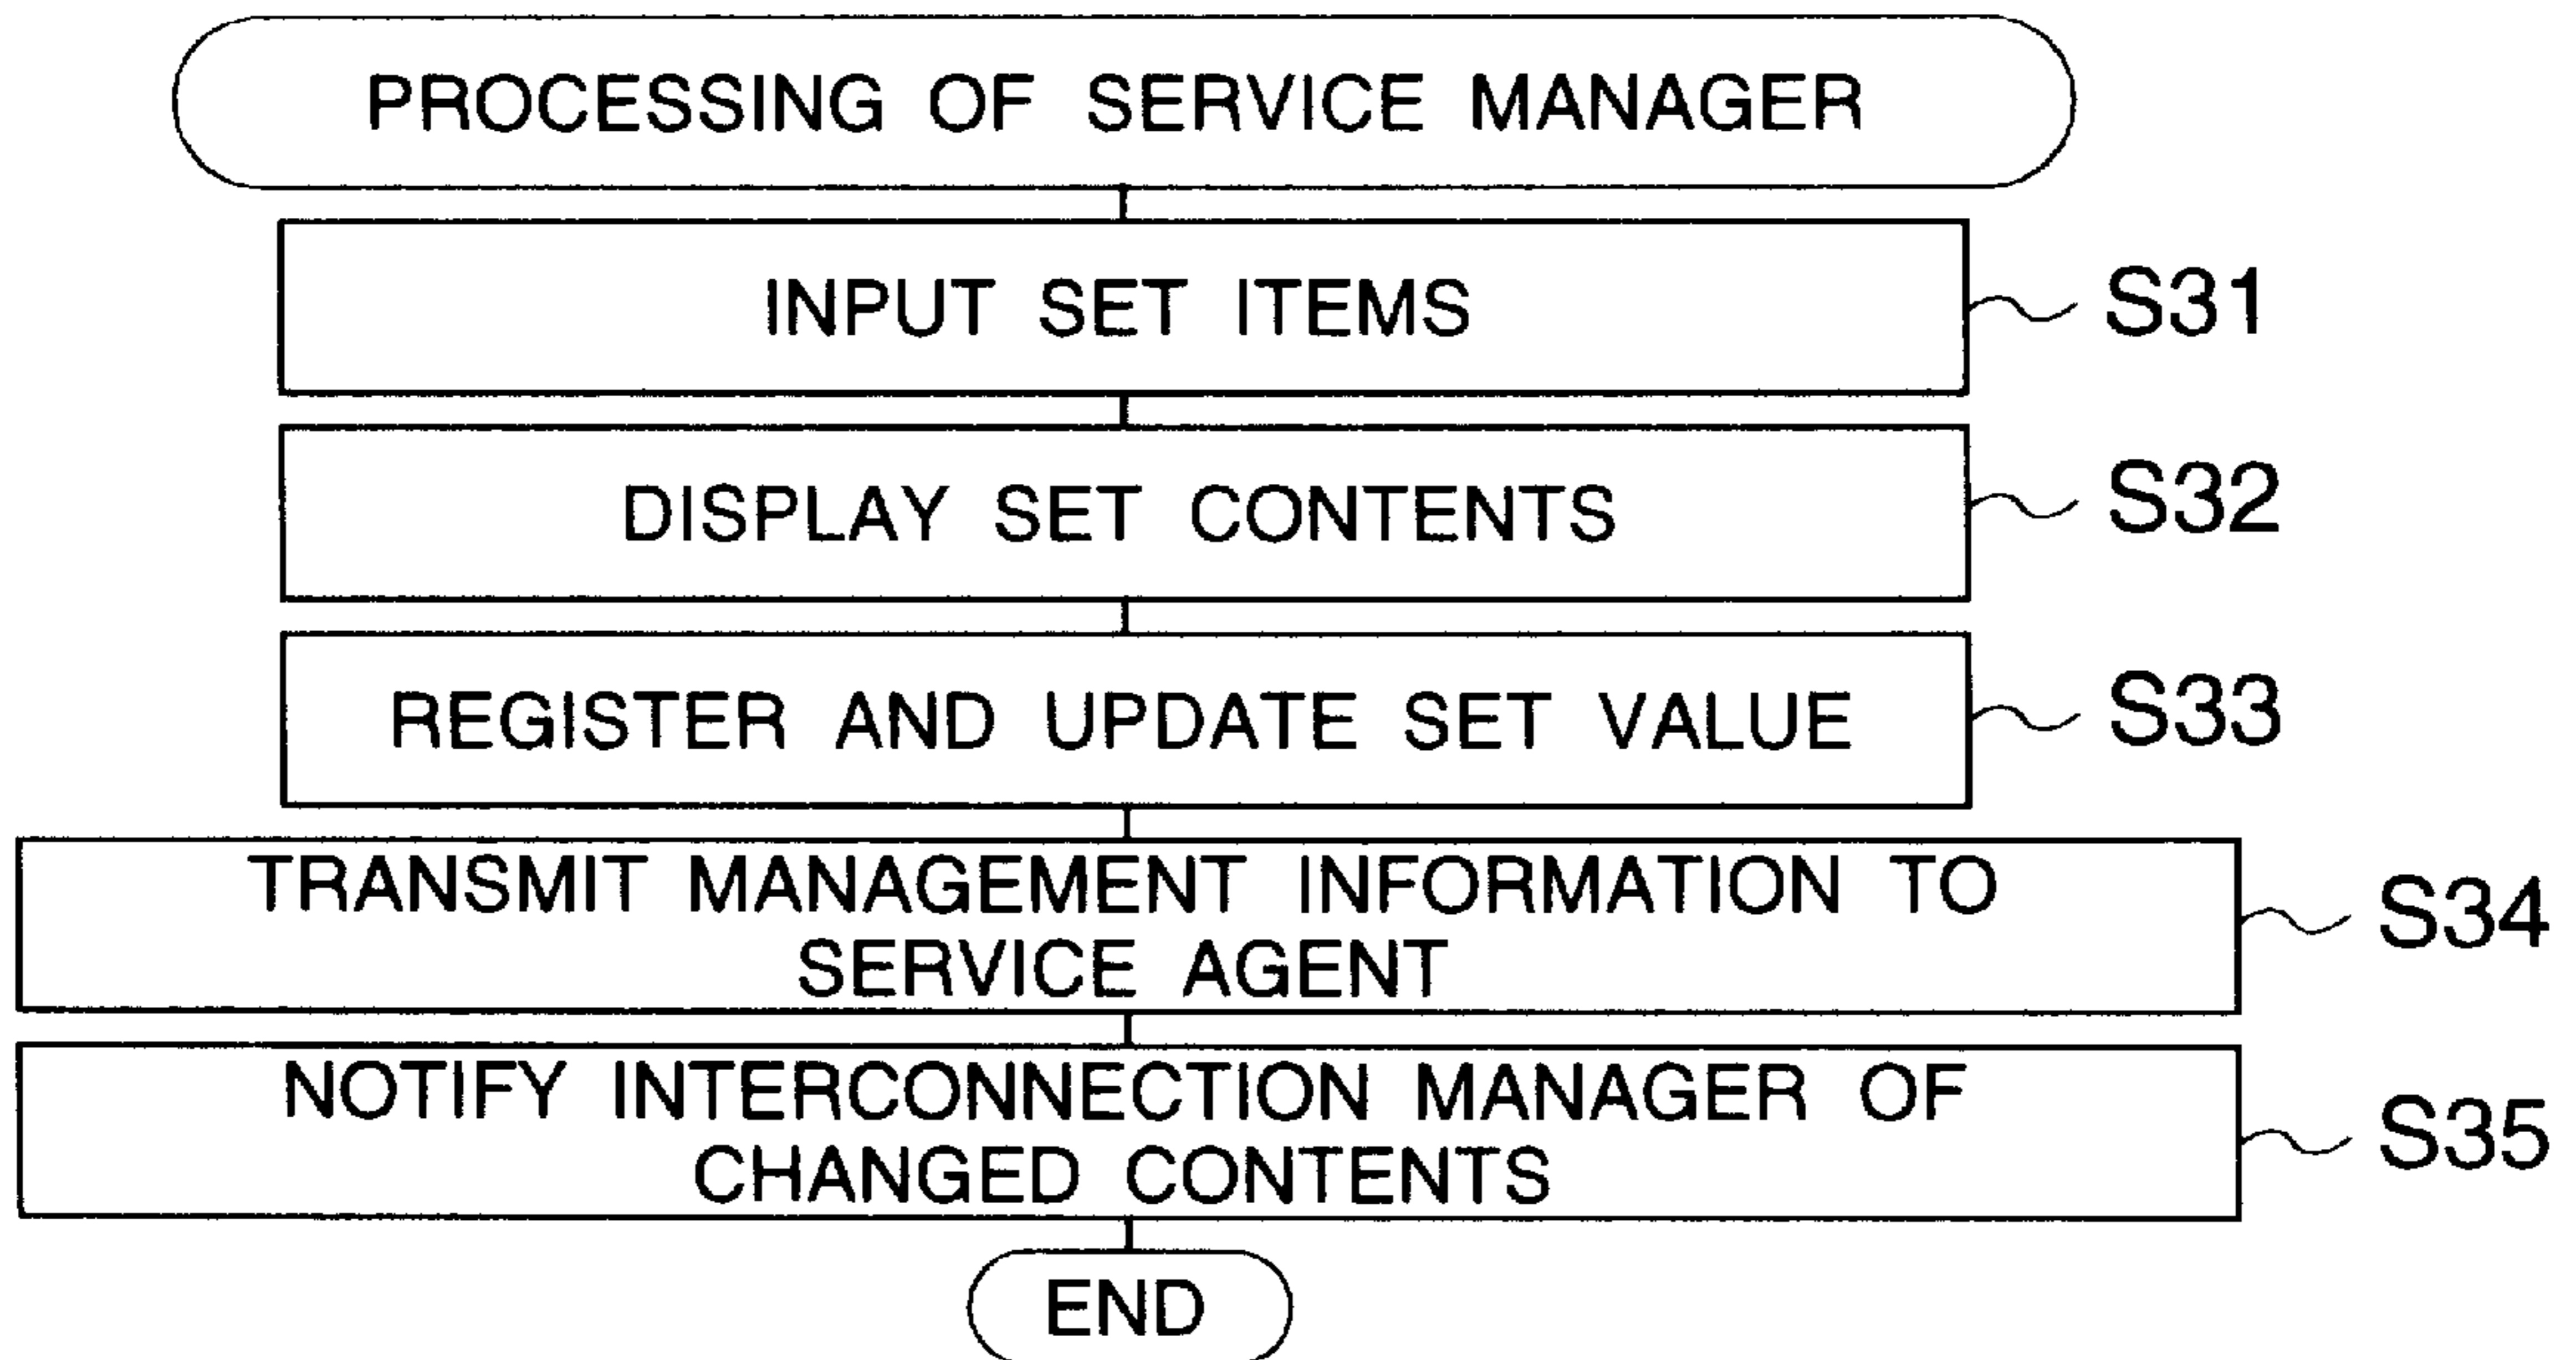 PROCESSING OF SERVICE MANAGER
INPUT SET ITEMS
S31
DISPLAY SET CONTENTS
S32
REGISTER AND UPDATE SET VALUE
S33
TRANSMIT MANAGEMENT INFORMATION TO
SERVICE AGENT
S34
NOTIFY INTERCONNECTION MANAGER OF
CHANGED CONTENTS
S35
END